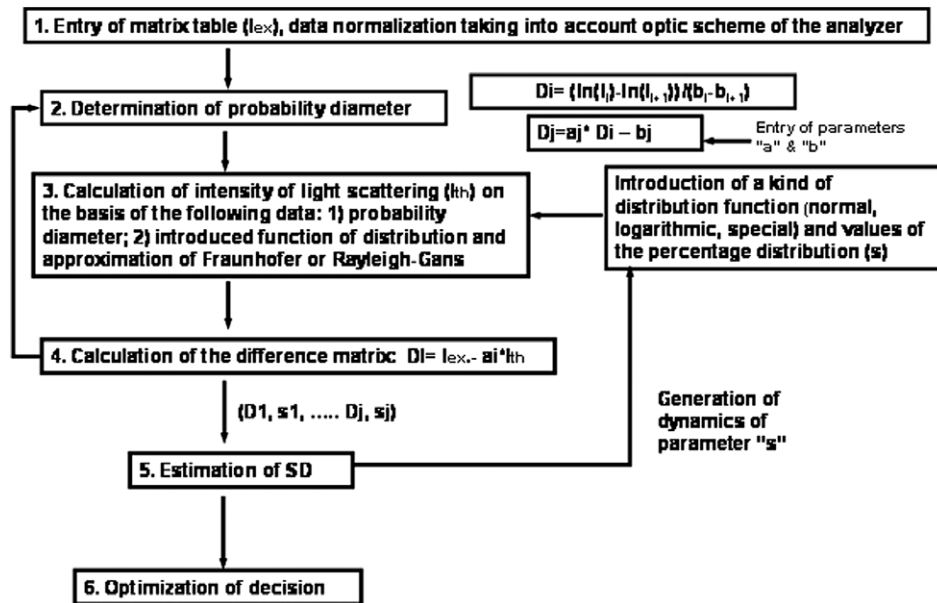 1. Entry of matrix table (Iex), data normalization taking into account optic scheme of the analyzer
2. Determination of probability diameter
Di= (ln(Ii)-ln(Ii+1))/(bi-bi+1)
Dj=aj* Di – bj
Entry of parameters
"a" & "b"
3. Calculation of intensity of light scattering (Ith) on
the basis of the following data: 1) probability
diameter; 2) introduced function of distribution and
approximation of Fraunhofer or Rayleigh-Gans
Introduction of a kind of
distribution function (normal,
logarithmic, special) and values of
the percentage distribution (s)
4. Calculation of the difference matrix: DI= Iex.- ai*Ith
(D1, s1, ..... Dj, sj)
Generation of
dynamics of
parameter "s"
5. Estimation of SD
6. Optimization of decision